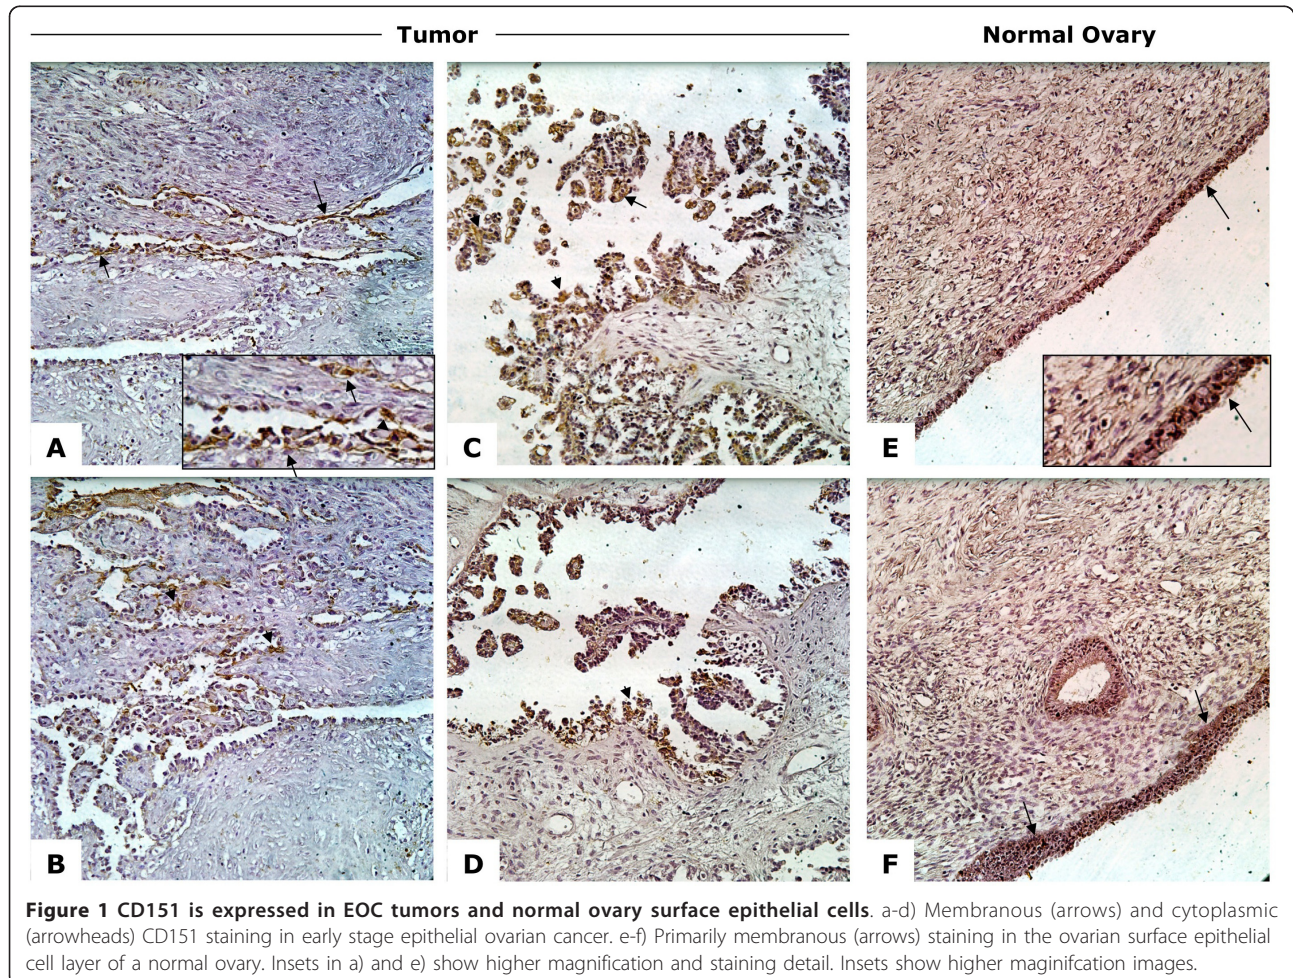 Tumor
Normal Ovary
A
C
E
B
D
F
Figure 1 CD151 is expressed in EOC tumors and normal ovary surface epithelial cells. a-d) Membranous (arrows) and cytoplasmic
(arrowheads) CD151 staining in early stage epithelial ovarian cancer. e-f) Primarily membranous (arrows) staining in the ovarian surface epithelial
cell layer of a normal ovary. Insets in a) and e) show higher magnification and staining detail. Insets show higher maginifcation images.